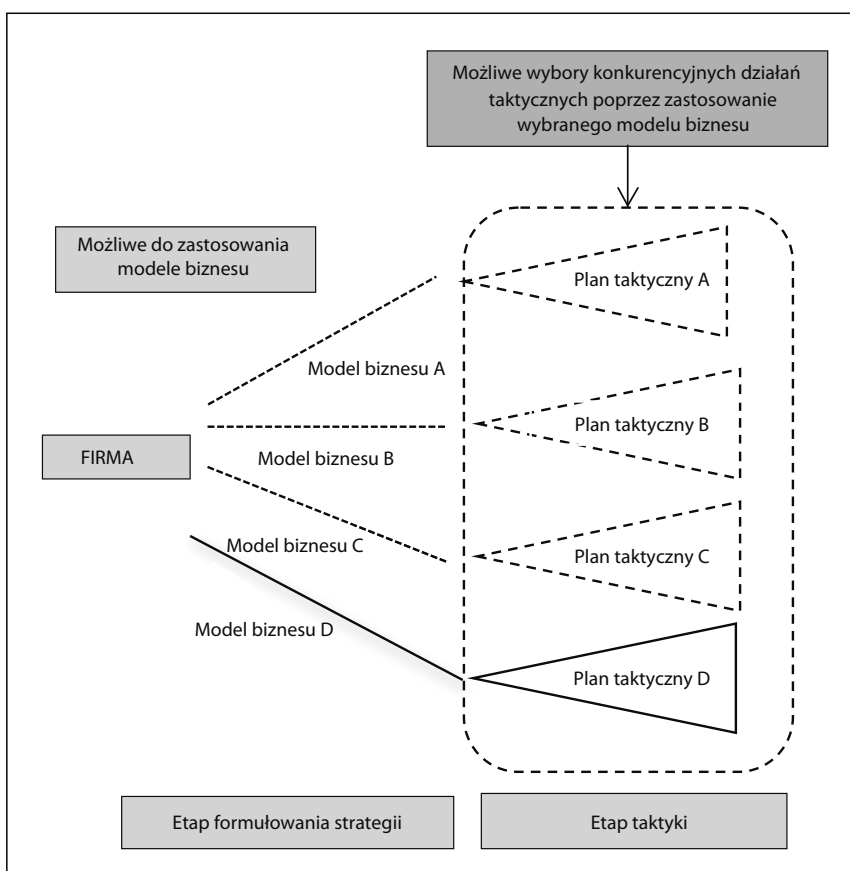 Możliwe wybory konkurencyjnych działań
taktycznych poprzez zastosowanie
wybranego modelu biznesu
Możliwe do zastosowania
modele biznesu
Plan taktyczny A
Model biznesu A
Plan taktyczny B
FIRMA
Model biznesu B
Model biznesu C
Plan taktyczny C
Model biznesu D
Plan taktyczny D
Etap formułowania strategii
Etap taktyki